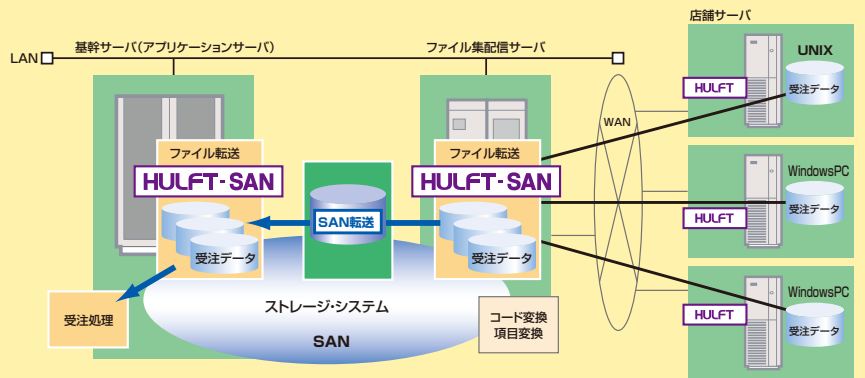 店舗サーバ
基幹サーバ(アプリケーションサーバ)
ファイル集配信サーバ
LAN
UNIX
HULFT
受注データ
WAN
ファイル転送
HULFT-SAN
ファイル転送
HULFT-SAN
WindowsPC
HULFT
受注データ
SAN転送
受注データ
受注データ
WindowsPC
HULFT
受注データ
受注処理
ストレージ・システム
SAN
コード変換
項目変換